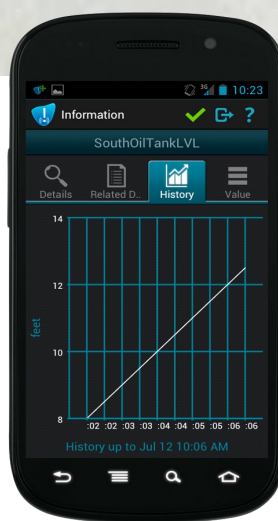 3G 10:23
Information ?
SouthOilTankLVL
Details Related D.. History Value
14
12
10
8
feet
:02 :02 :03 :03 :04 :04 :05 :05 :06 :06
History up to Jul 12 10:06 AM